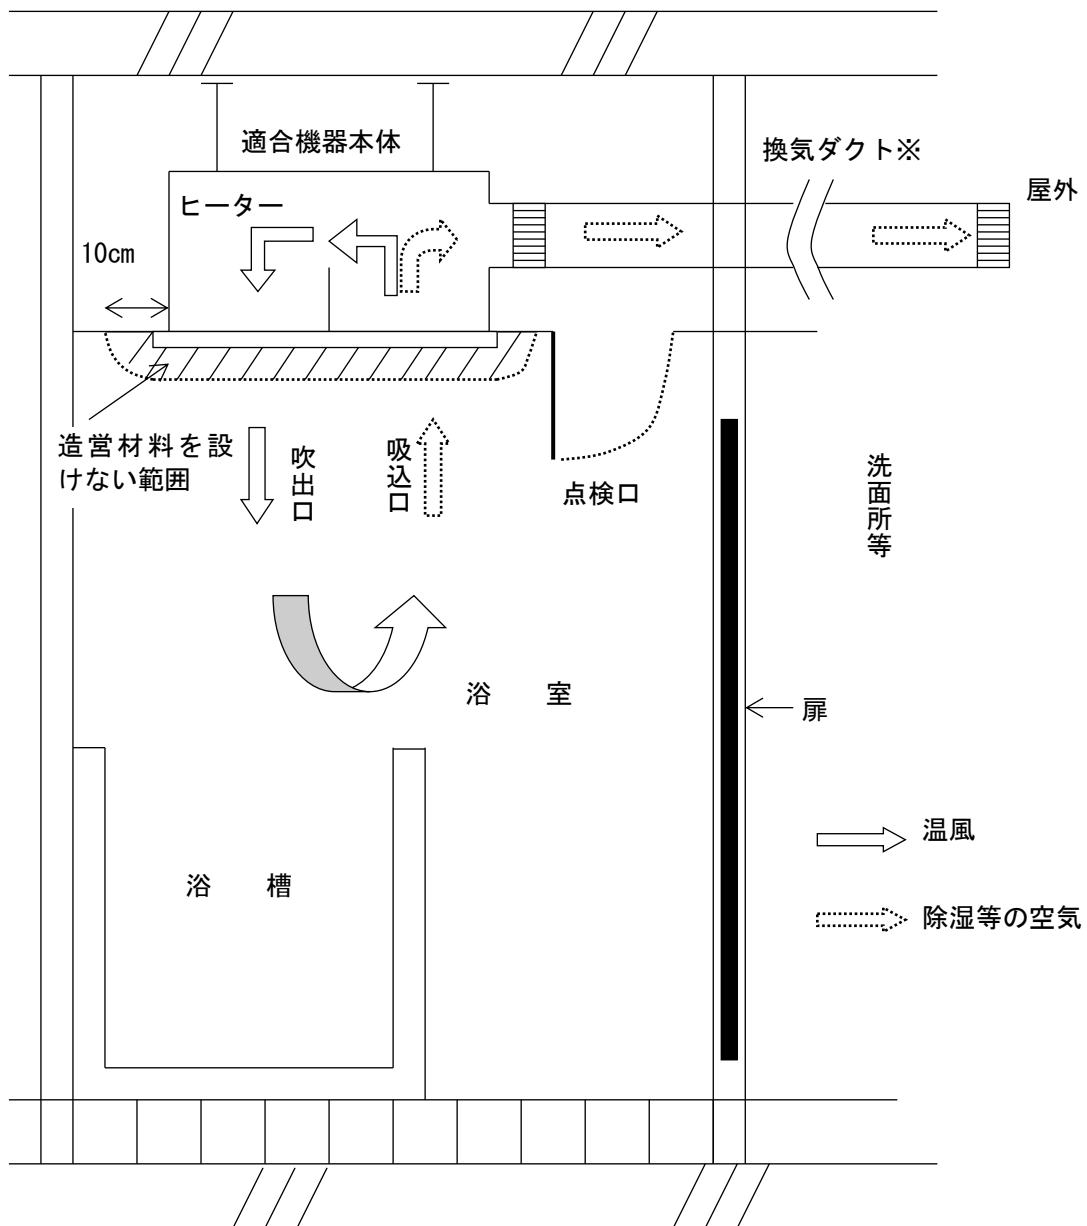 適合機器本体
換気ダクト※
屋外
ヒーター
10cm
造営材料を設
けない範囲
吹出口
吸込口
点検口
洗面所等
浴　室
扉
温風
浴　槽
除湿等の空気